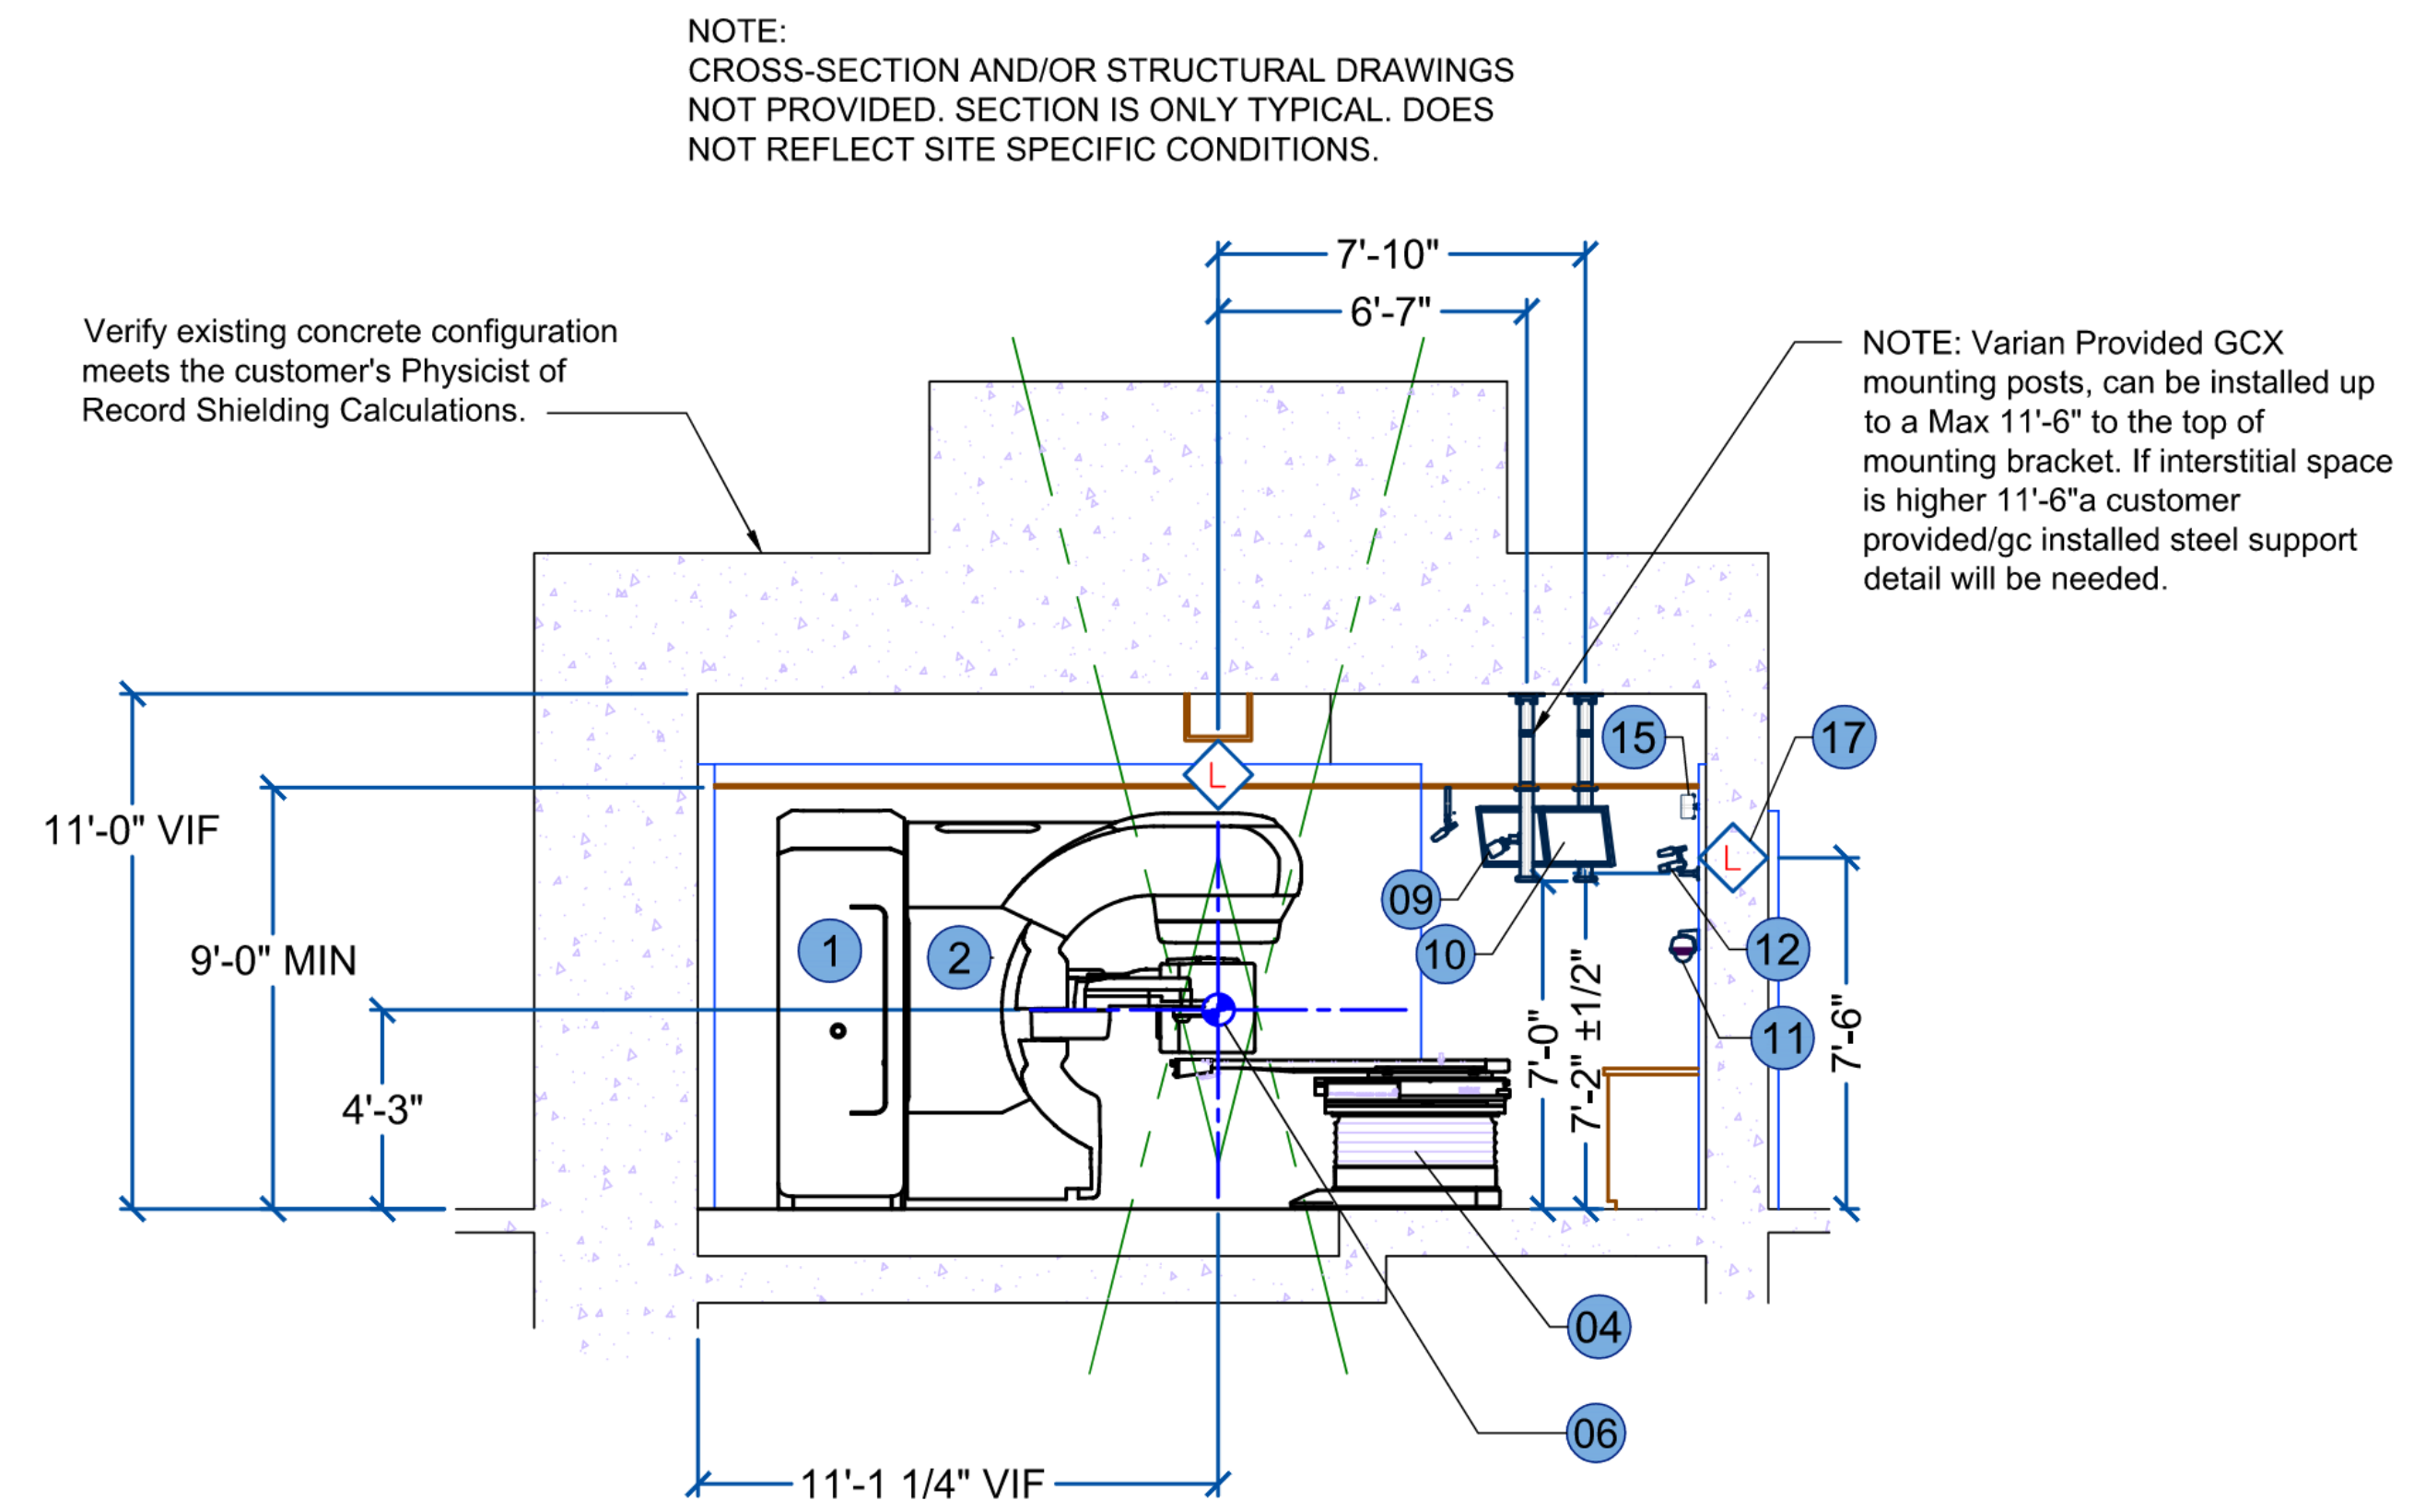 NOTE:
CROSS-SECTION AND/OR STRUCTURAL DRAWINGS
NOT PROVIDED. SECTION IS ONLY TYPICAL. DOES
NOT REFLECT SITE SPECIFIC CONDITIONS.
7'-10"
6'-7"
Verify existing concrete configuration
meets the customer's Physicist of
Record Shielding Calculations.
NOTE: Varian Provided GCX
mounting posts, can be installed up
to a Max 11'-6" to the top of
mounting bracket. If interstitial space
is higher 11'-6"a customer
provided/gc installed steel support
detail will be needed.
15
17
L
11'-0" VIF
L
09
1
2
10
12
9'-0" MIN
7'-0"
7'-2" ±1/2"
11
7'-6"
4'-3"
04
06
11'-1 1/4" VIF